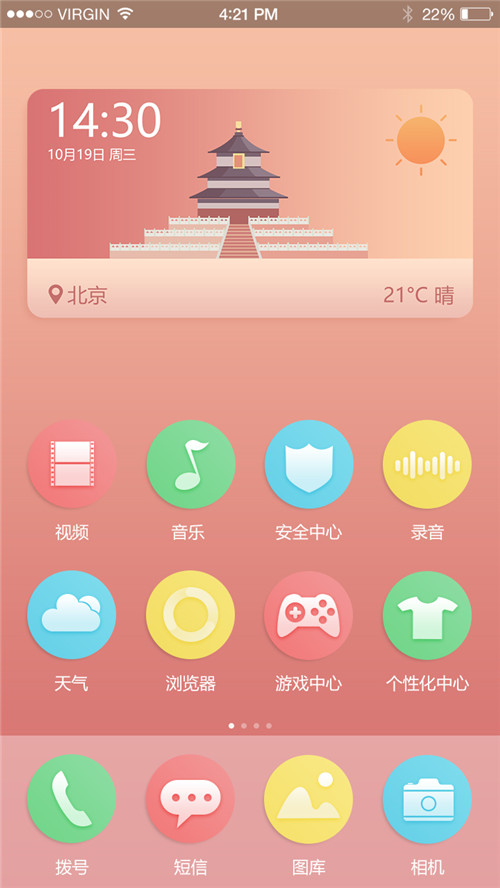 VIRGIN 4:21 PM 22%
14:30
10月19日 周三
北京 21°C 晴
视频 音乐 安全中心 录音
天气 浏览器 游戏中心 个性化中心
拨号 短信 图库 相机